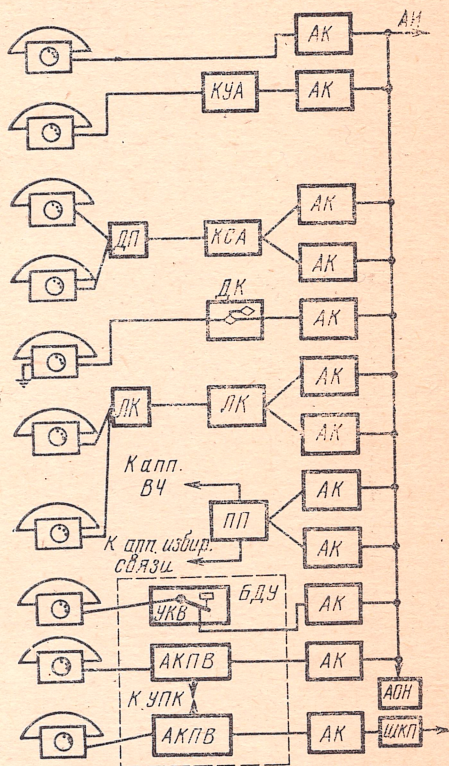 АК
АИ
КУА
АК
АК
ДП
КСА
АК
ДК
АК
АК
ЛК
ЛК
АК
К апп.
ВЧ
АК
ПП
АК
К апп. избир.
связи
БДУ
УКВ
АК
АКПВ
АК
К УПК
АОН
АКПВ
АК
ШКП